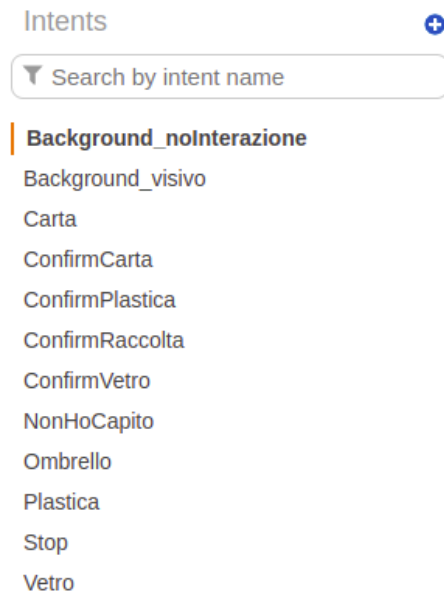 Intents
Search by intent name
Background_noInterazione
Background_visivo
Carta
ConfirmCarta
ConfirmPlastica
ConfirmRaccolta
ConfirmVetro
NonHoCapito
Ombrello
Plastica
Stop
Vetro